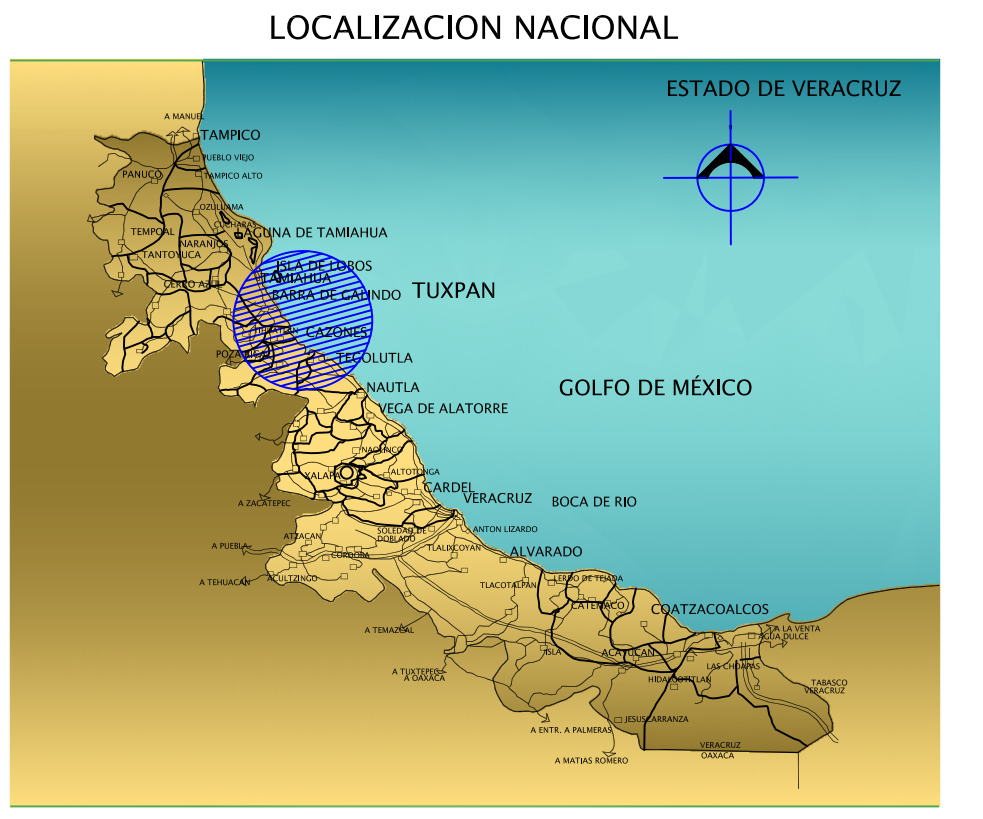 LOCALIZACION NACIONAL
ESTADO DE VERACRUZ
A MANUEL
TAMPICO
PUEBLO VIEJO
PANUCO
TAMPICO ALTO
OZULUAMA
CUCHARAS
TEMPOAL
LAGUNA DE TAMIAHUA
NARANJOS
TANTOYUCA
ISLA DE LOBOS
TAMIAHUA
CERRO AZUL
BARRA DE GALINDO
TUXPAN
CAZONES
POZA RICA
TECOLUTLA
NAUTLA
GOLFO DE MÉXICO
VEGA DE ALATORRE
NAOLINCO
XALAPA
ALTOTONGA
CARDEL
VERACRUZ
BOCA DE RIO
A ZACATEPEC
ANTON LIZARDO
SOLEDAD DE
DOBLADO
ATZACAN
A PUEBLA
TLALIXCOYAN
ALVARADO
CORDOBA
A TEHUACÁN
ACULTZINGO
TLACOTALPAN
LERDO DE TEJADA
CATEMACO
COATZACOALCOS
A TEMAZCAL
A LA VENTA
AGUA DULCE
ISLA
ACAYUCAN
LAS CHOAPAS
A TUXTEPEC
A OAXACA
HIDALGOTITLAN
TABASCO
VERACRUZ
JESUSCARRANZA
A ENTR. A PALMERAS
VERACRUZ
OAXACA
A MATIAS ROMERO